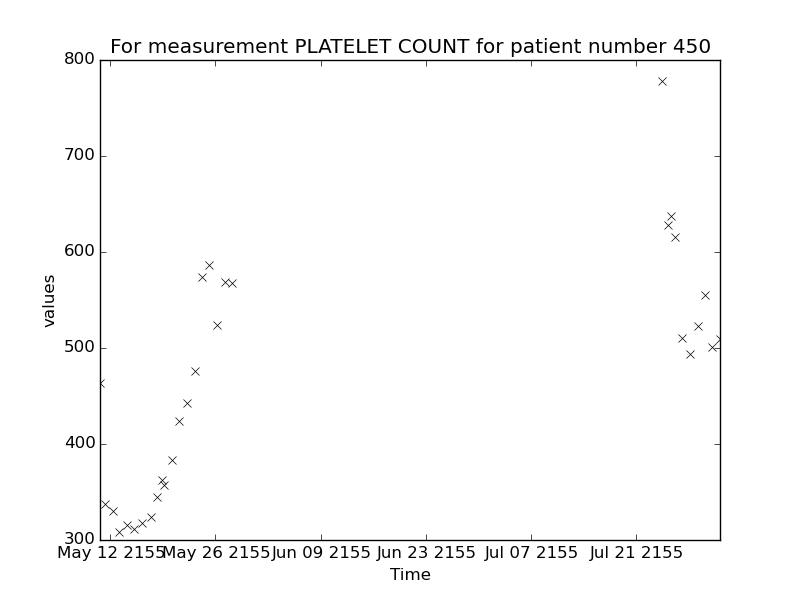 For measurement PLATELET COUNT for patient number 450
800
700
600
500
400
300
values
May 12 2155 May 26 2155 Jun 09 2155 Jun 23 2155 Jul 07 2155 Jul 21 2155
Time